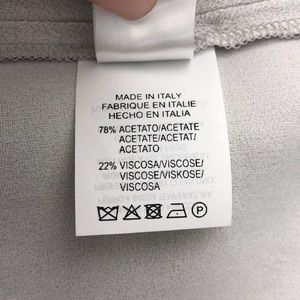 MADE IN ITALY
FABRIQUE EN ITALIE
HECHO EN ITALIA
78% ACETATO/ACETATE
ACETATE/ACETAT/
ACETATO
22% VISCOSA/VISCOSE/
VISCOSE/VISKOSE/
VISCOSA
P